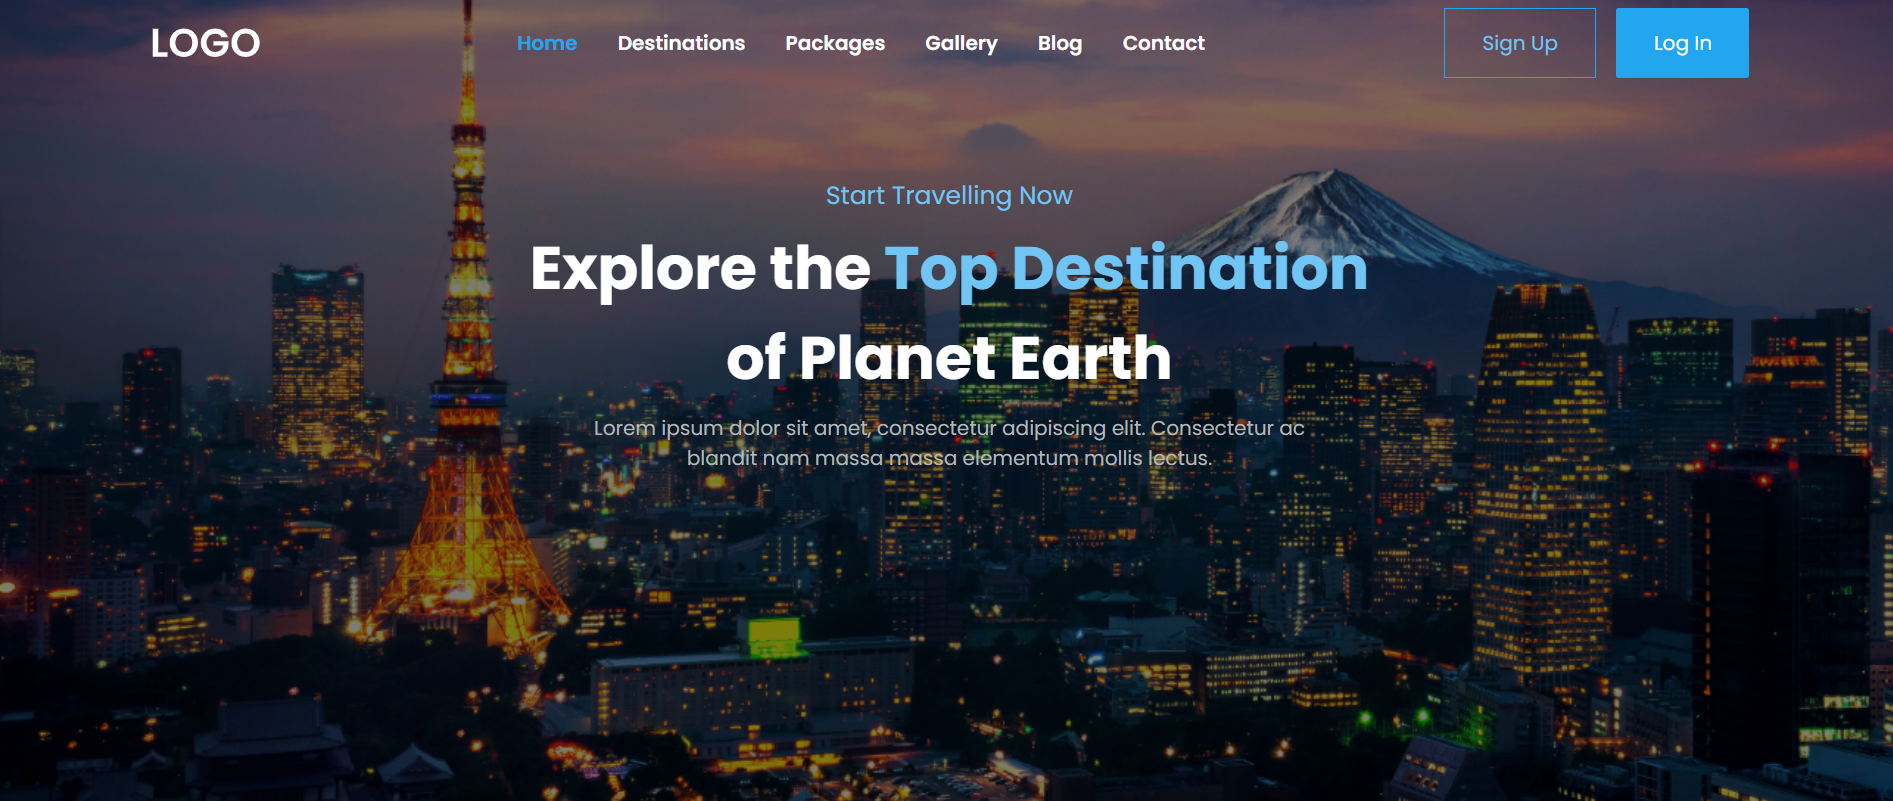 LOGO
Home Destinations Packages Gallery Blog Contact
Sign Up
Log In
Start Travelling Now
Explore the Top Destination
of Planet Earth
Lorem ipsum dolor sit amet, consectetur adipiscing elit. Consectetur ac
blandit nam massa massa elementum mollis lectus.